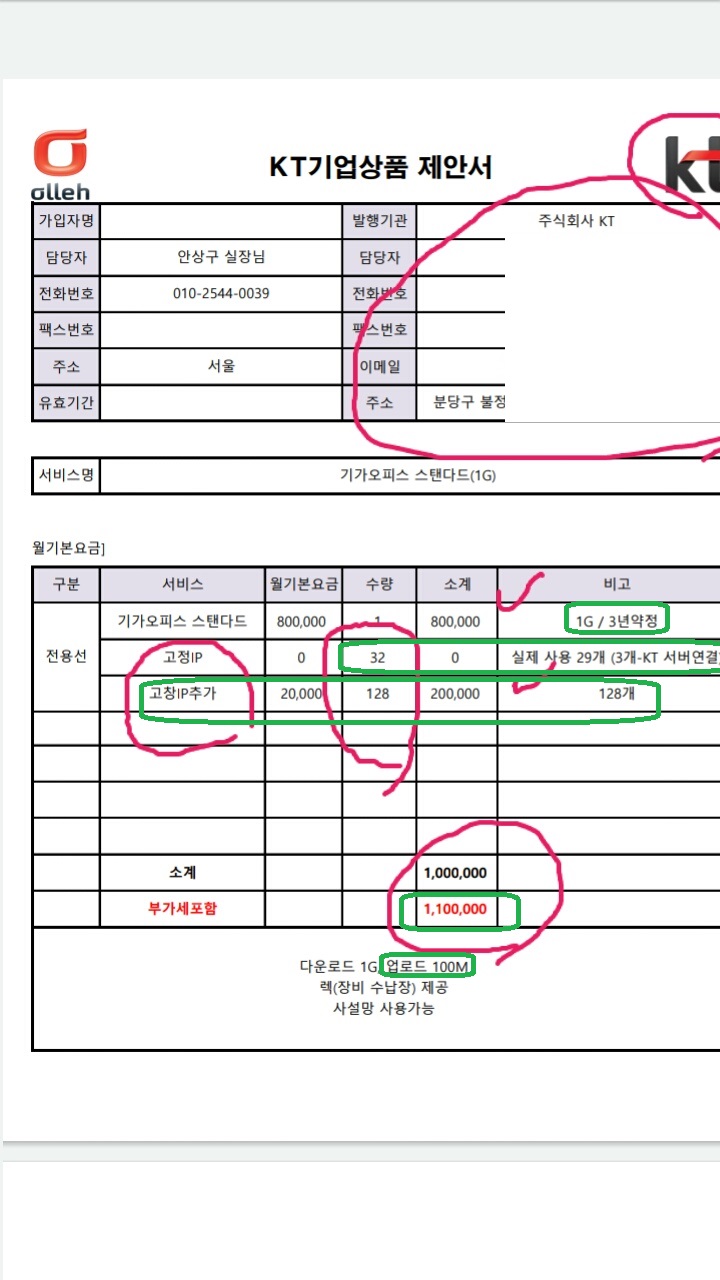 olleh
KT기업상품 제안서
kt
가입자명 발행기관 주식회사 KT
담당자 안상구 실장님 담당자
전화번호 010-2544-0039 전화번호
팩스번호 팩스번호
주소 서울 이메일
유효기간 주소 분당구 불정
서비스명 기가오피스 스탠다드(1G)
월기본요금]
구분 서비스 월기본요금 수량 소계 비고
기가오피스 스탠다드 800,000 1 800,000 1G / 3년약정
전용선 고정IP 0 32 0 실제 사용 29개 (3개-KT 서버연결)
고창IP추가 20,000 128 200,000 128개
소계 1,000,000
부가세포함 1,100,000
다운로드 1G, 업로드 100M
렉(장비 수납장) 제공
사설망 사용가능